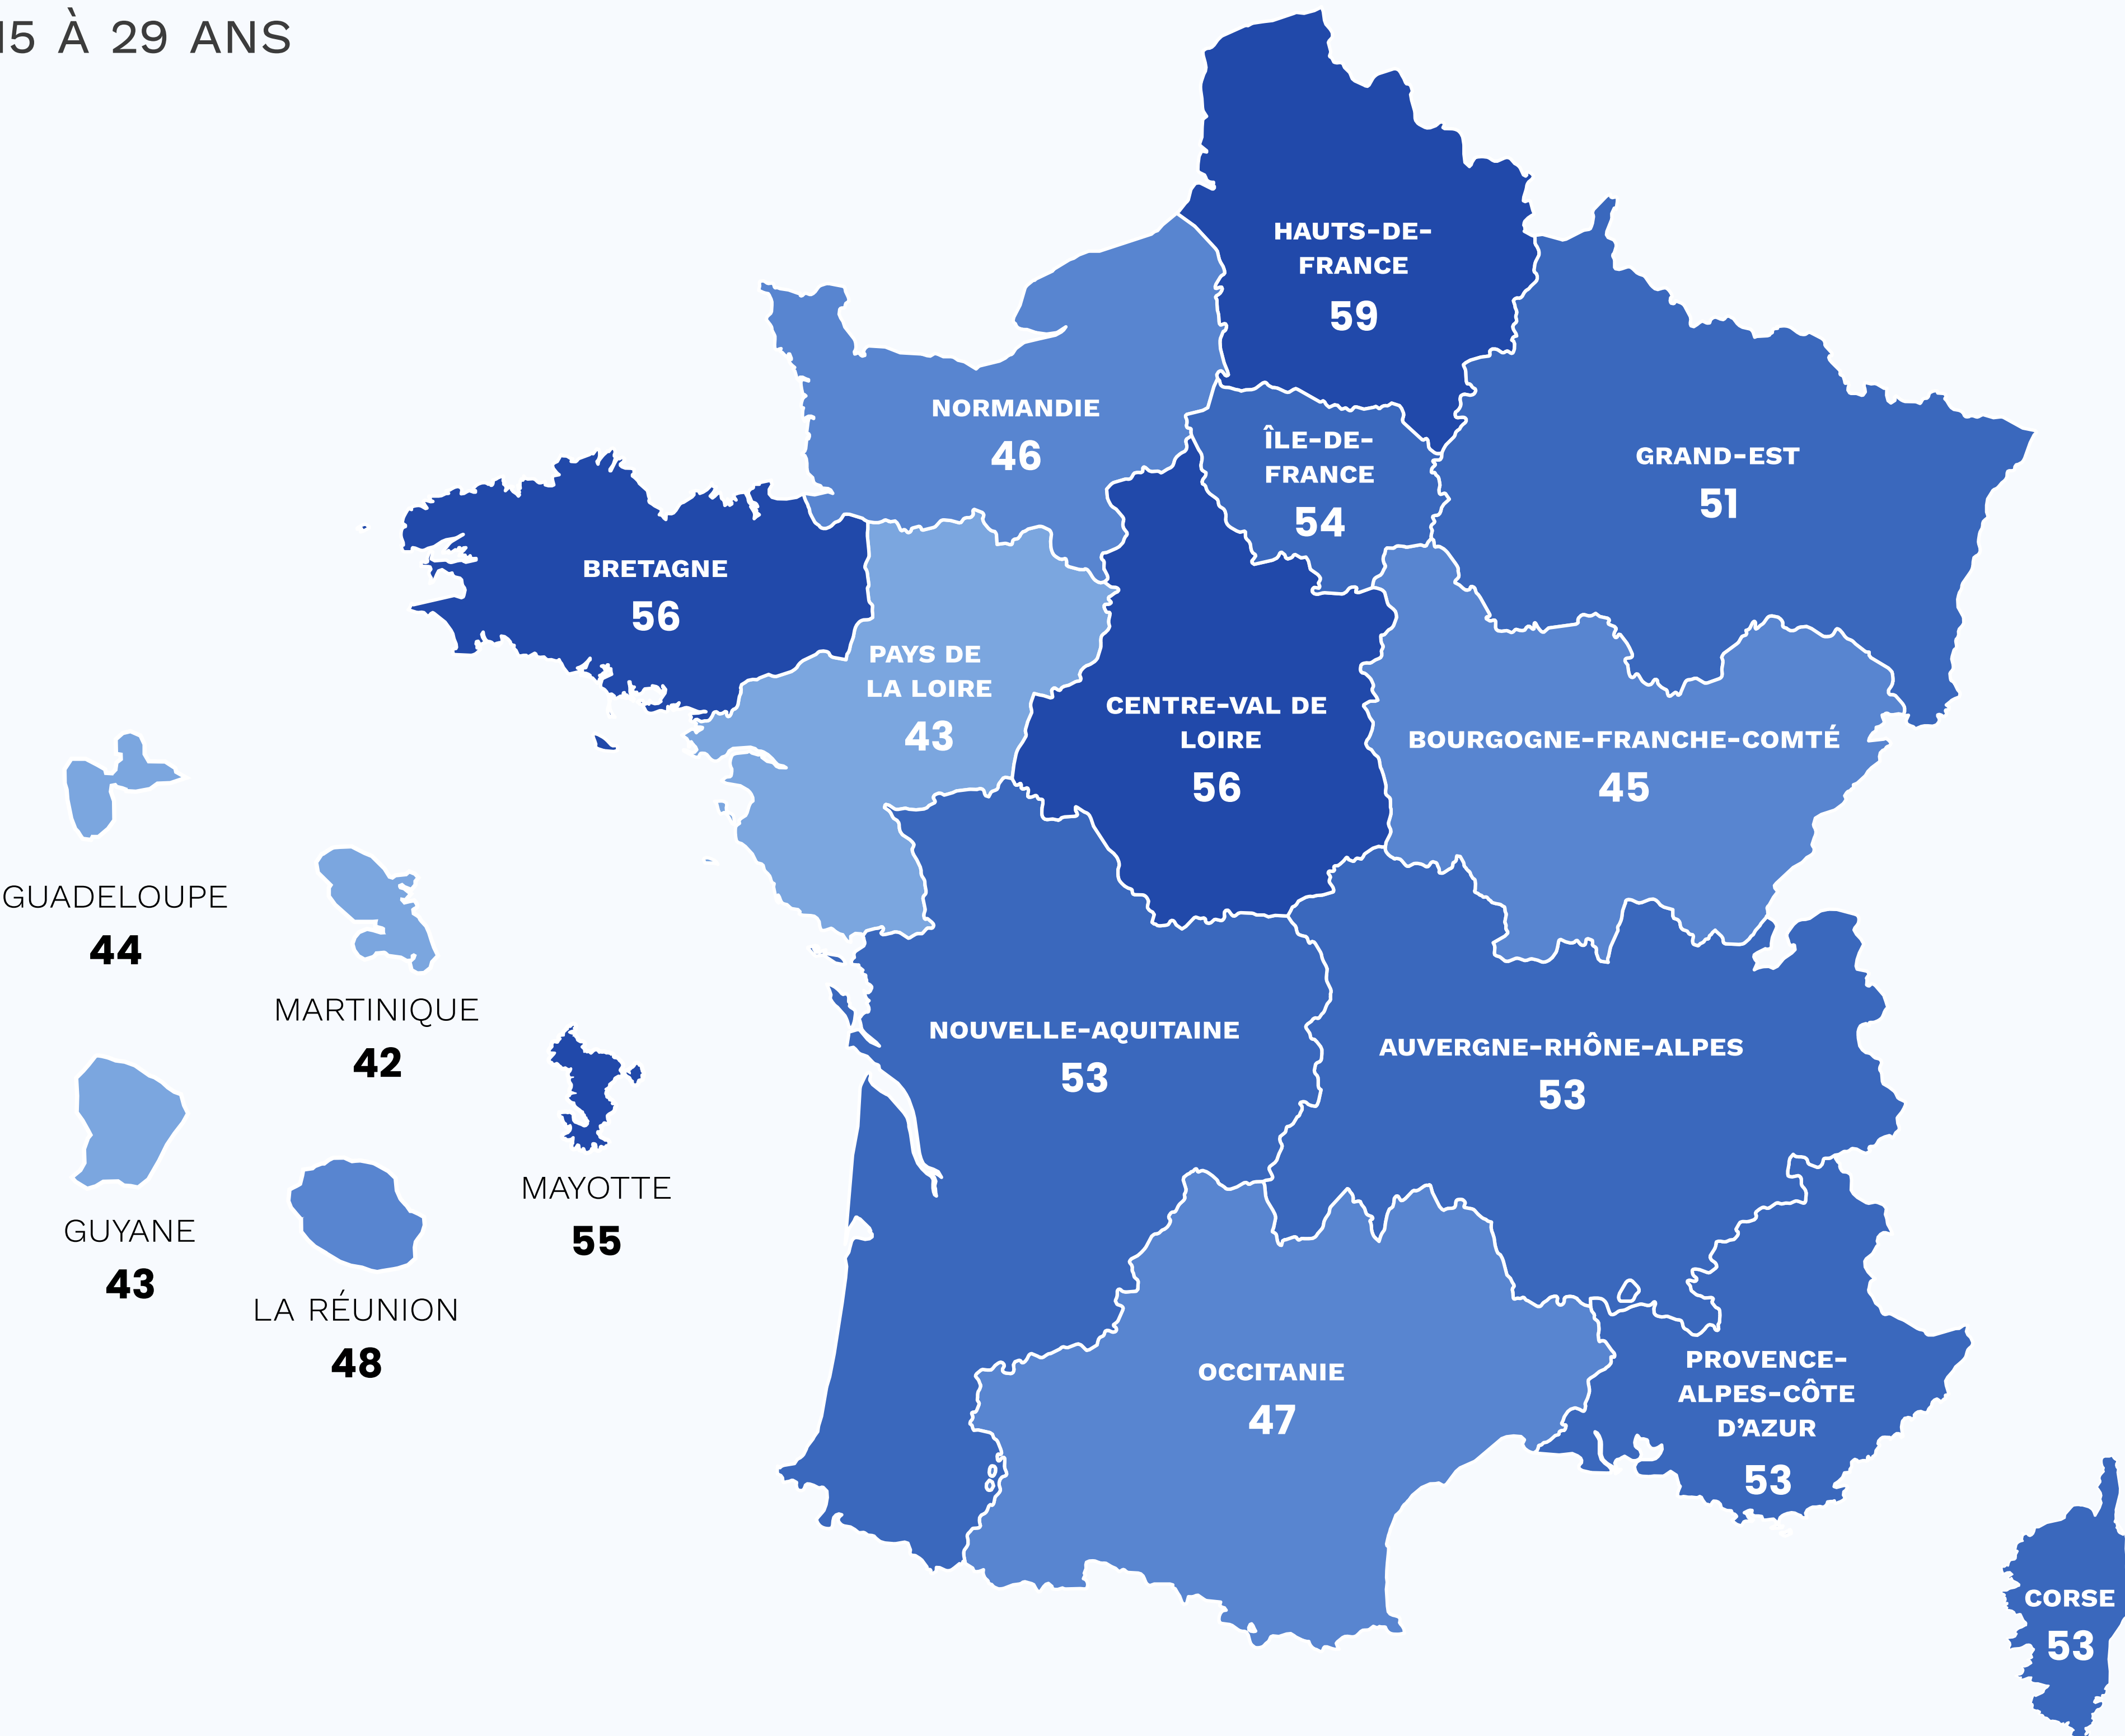 15 À 29 ANS
HAUTS-DE-
FRANCE
59
NORMANDIE
46
ÎLE-DE-
FRANCE
54
GRAND-EST
51
BRETAGNE
56
PAYS DE
LA LOIRE
43
CENTRE-VAL DE
LOIRE
56
BOURGOGNE-FRANCHE-COMTÉ
45
GUADELOUPE
44
MARTINIQUE
42
NOUVELLE-AQUITAINE
53
AUVERGNE-RHÔNE-ALPES
53
MAYOTTE
55
GUYANE
43
LA RÉUNION
48
OCCITANIE
47
PROVENCE-
ALPES-CÔTE
D’AZUR
53
CORSE
53